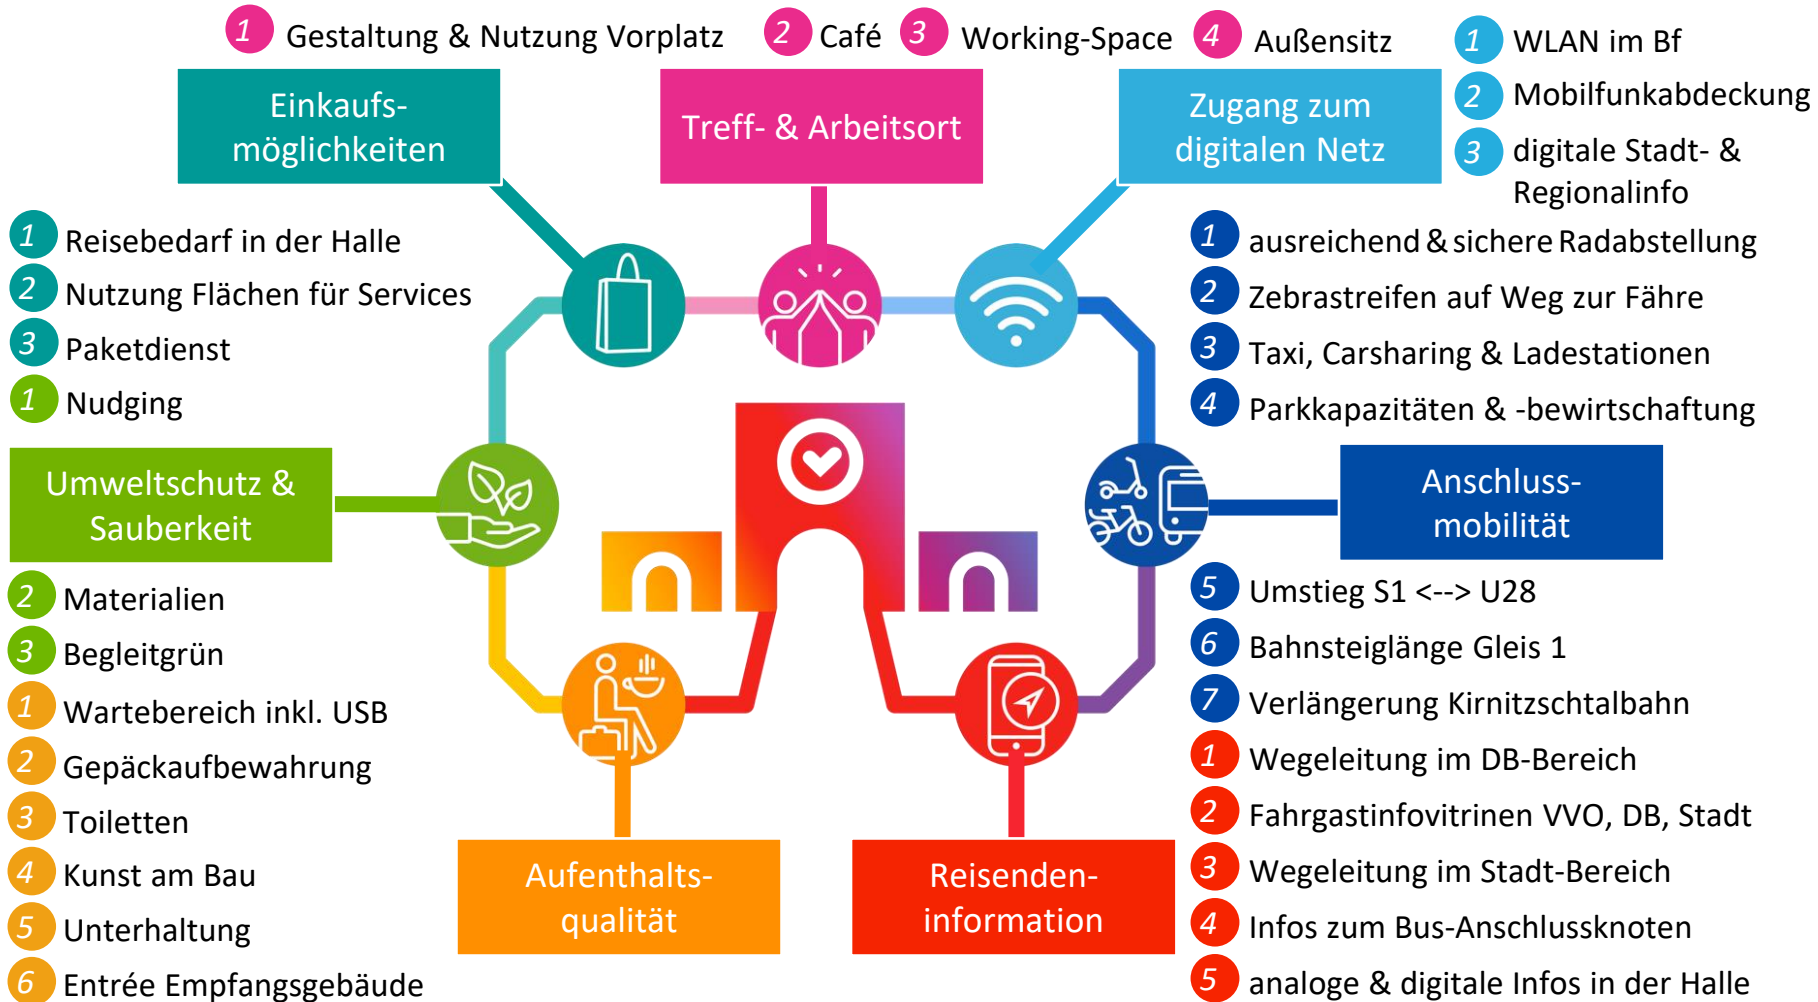 1 Gestaltung & Nutzung Vorplatz
2 Café
3 Working-Space
4 Außensitz
Einkaufs-
möglichkeiten
Treff- & Arbeitsort
Zugang zum
digitalen Netz
1 WLAN im Bf
2 Mobilfunkabdeckung
3 digitale Stadt- &
Regionalinfo
1 Reisebedarf in der Halle
2 Nutzung Flächen für Services
3 Paketdienst
1 Nudging
Umweltschutz &
Sauberkeit
2 Materialien
3 Begleitgrün
1 Wartebereich inkl. USB
2 Gepäckaufbewahrung
3 Toiletten
4 Kunst am Bau
5 Unterhaltung
6 Entrée Empfangsgebäude
Aufenthalts-
qualität
Reisenden-
information
1 ausreichend & sichere Radabstellung
2 Zebrastreifen auf Weg zur Fähre
3 Taxi, Carsharing & Ladestationen
4 Parkkapazitäten & -bewirtschaftung
Anschluss-
mobilität
5 Umstieg S1 <--> U28
6 Bahnsteiglänge Gleis 1
7 Verlängerung Kirnitzschtalbahn
1 Wegeleitung im DB-Bereich
2 Fahrgastinfovitrinen VVO, DB, Stadt
3 Wegeleitung im Stadt-Bereich
4 Infos zum Bus-Anschlussknoten
5 analoge & digitale Infos in der Halle